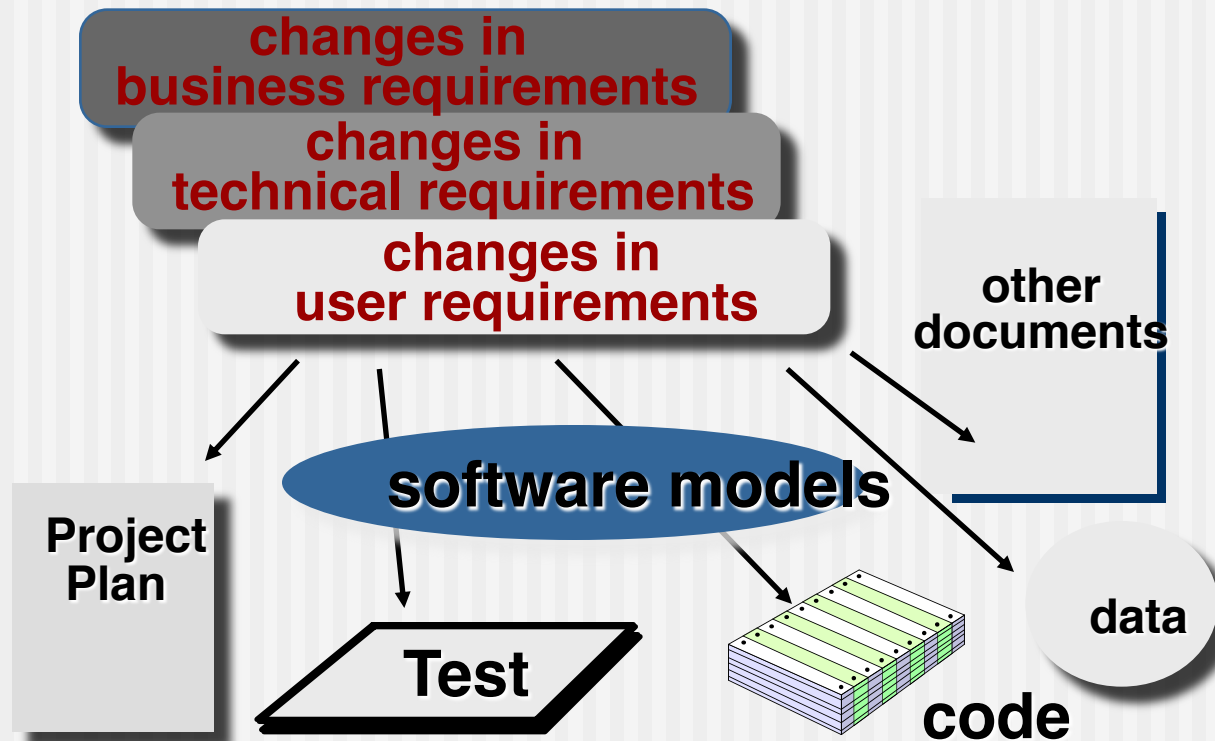 changes in
business requirements
changes in
technical requirements
changes in
user requirements
other
documents
software models
Project
Plan
Test
data
code